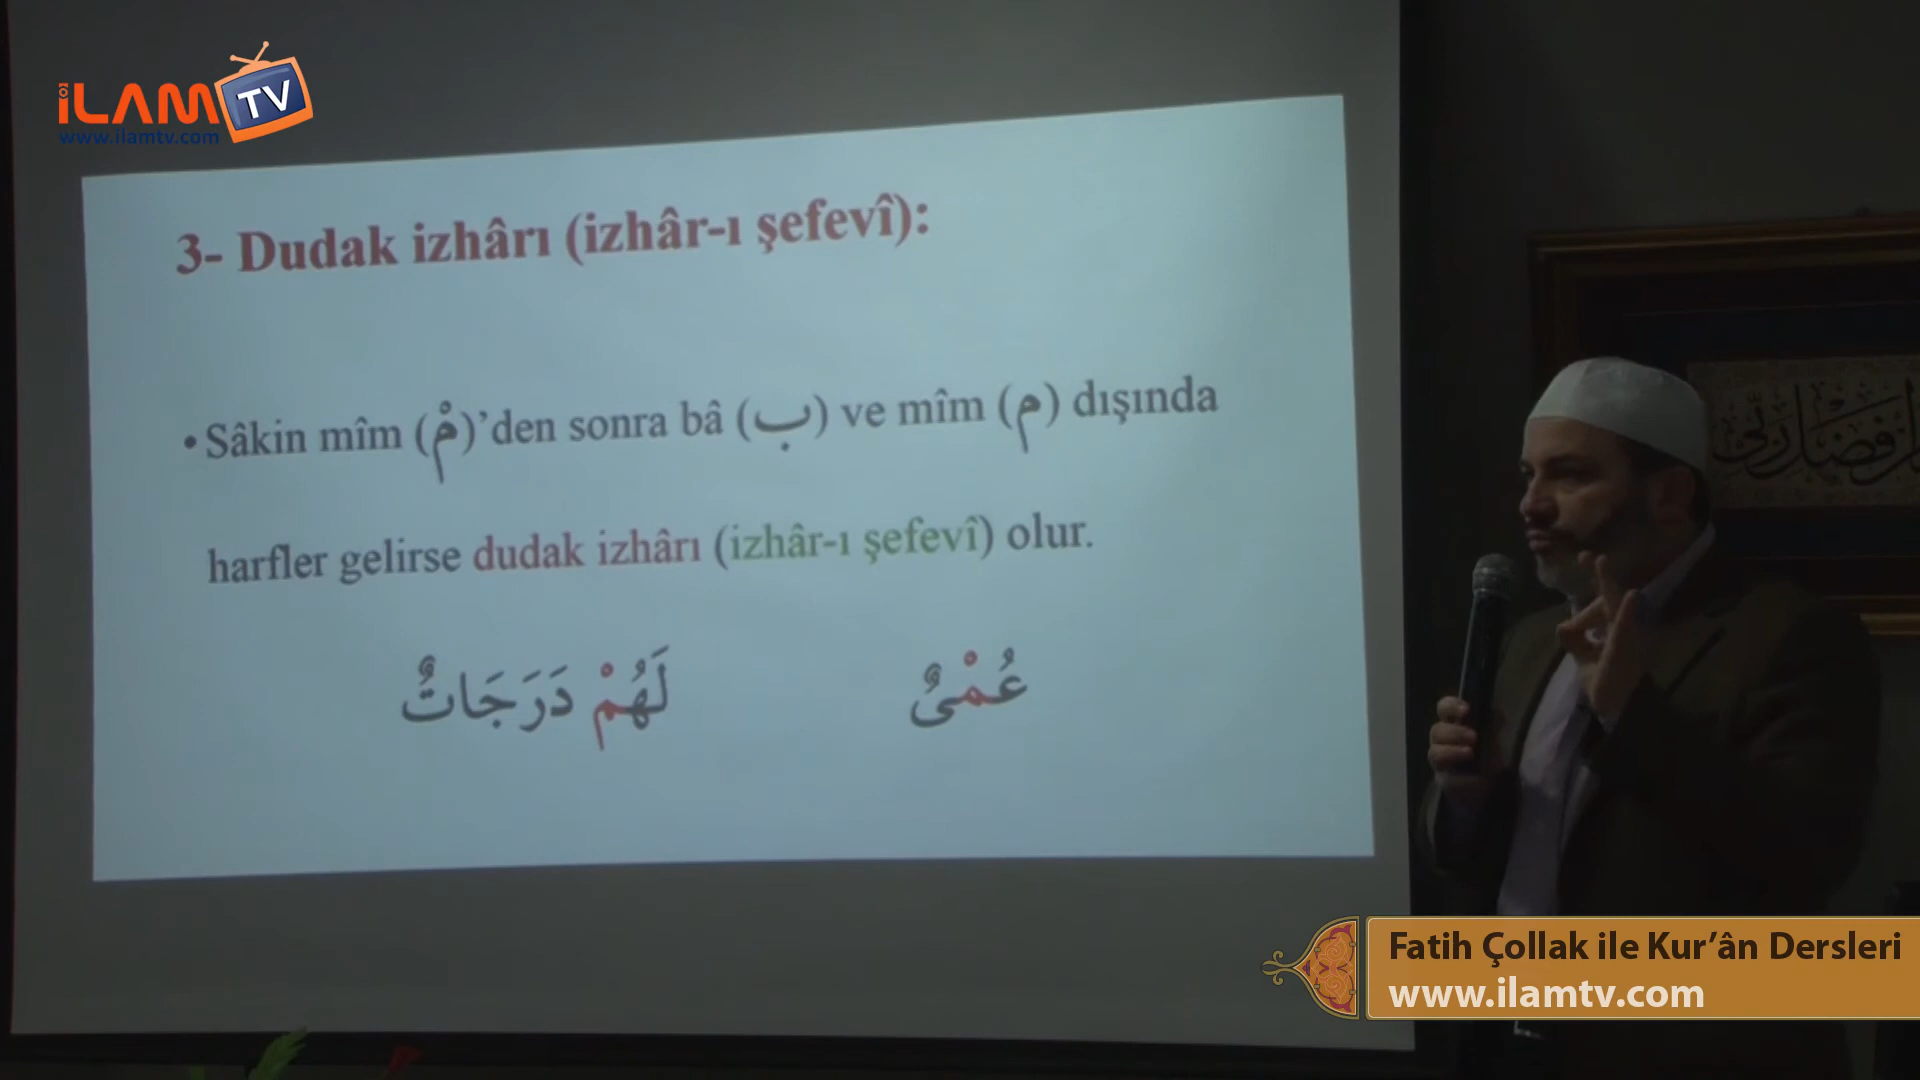 iLAM TV
www.ilamtv.com
3- Dudak izhârı (izhâr-ı şefevî):
• Sâkin mîm (مْ)’den sonra bâ (ب) ve mîm (م) dışında
harfler gelirse dudak izhârı (izhâr-ı şefevî) olur.
لَهُمْ دَرَجَاتٌ عُمْىٌ
Fatih Çollak ile Kur’ân Dersleri
www.ilamtv.com